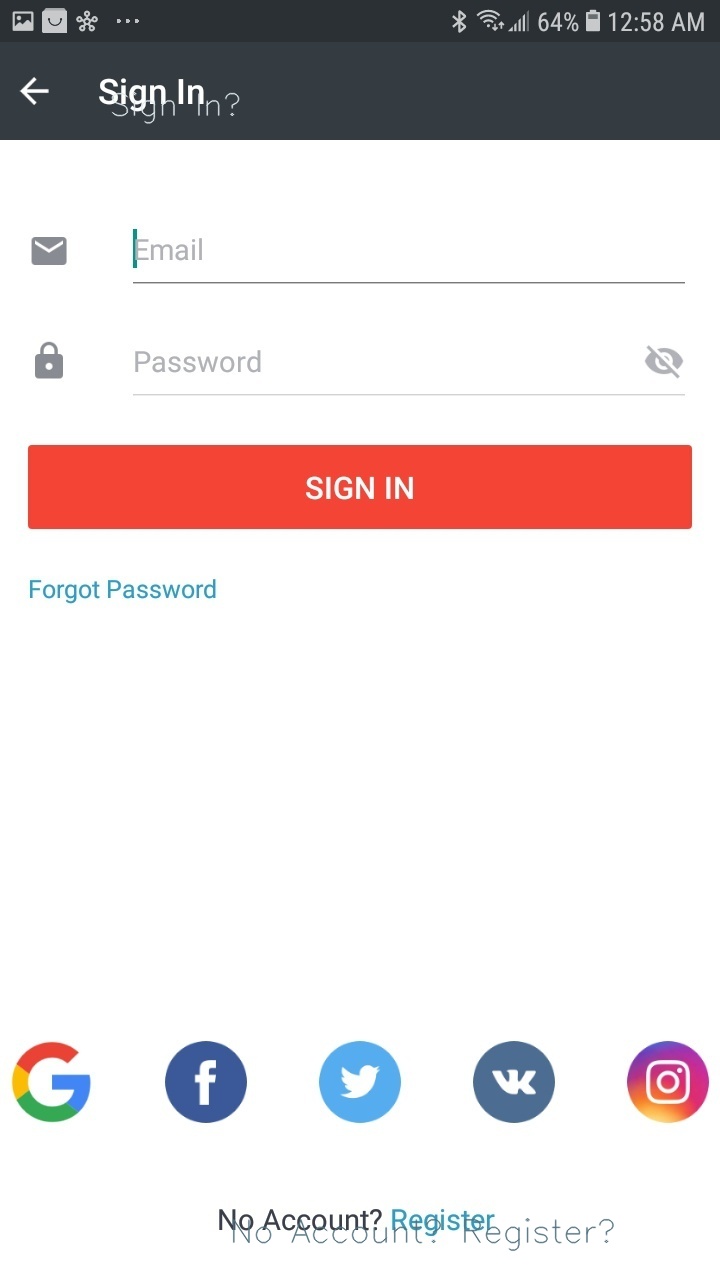 64% 12:58 AM
Sign In
Sign In?
Email
Password
SIGN IN
Forgot Password
No Account? Register
No Account? Register?